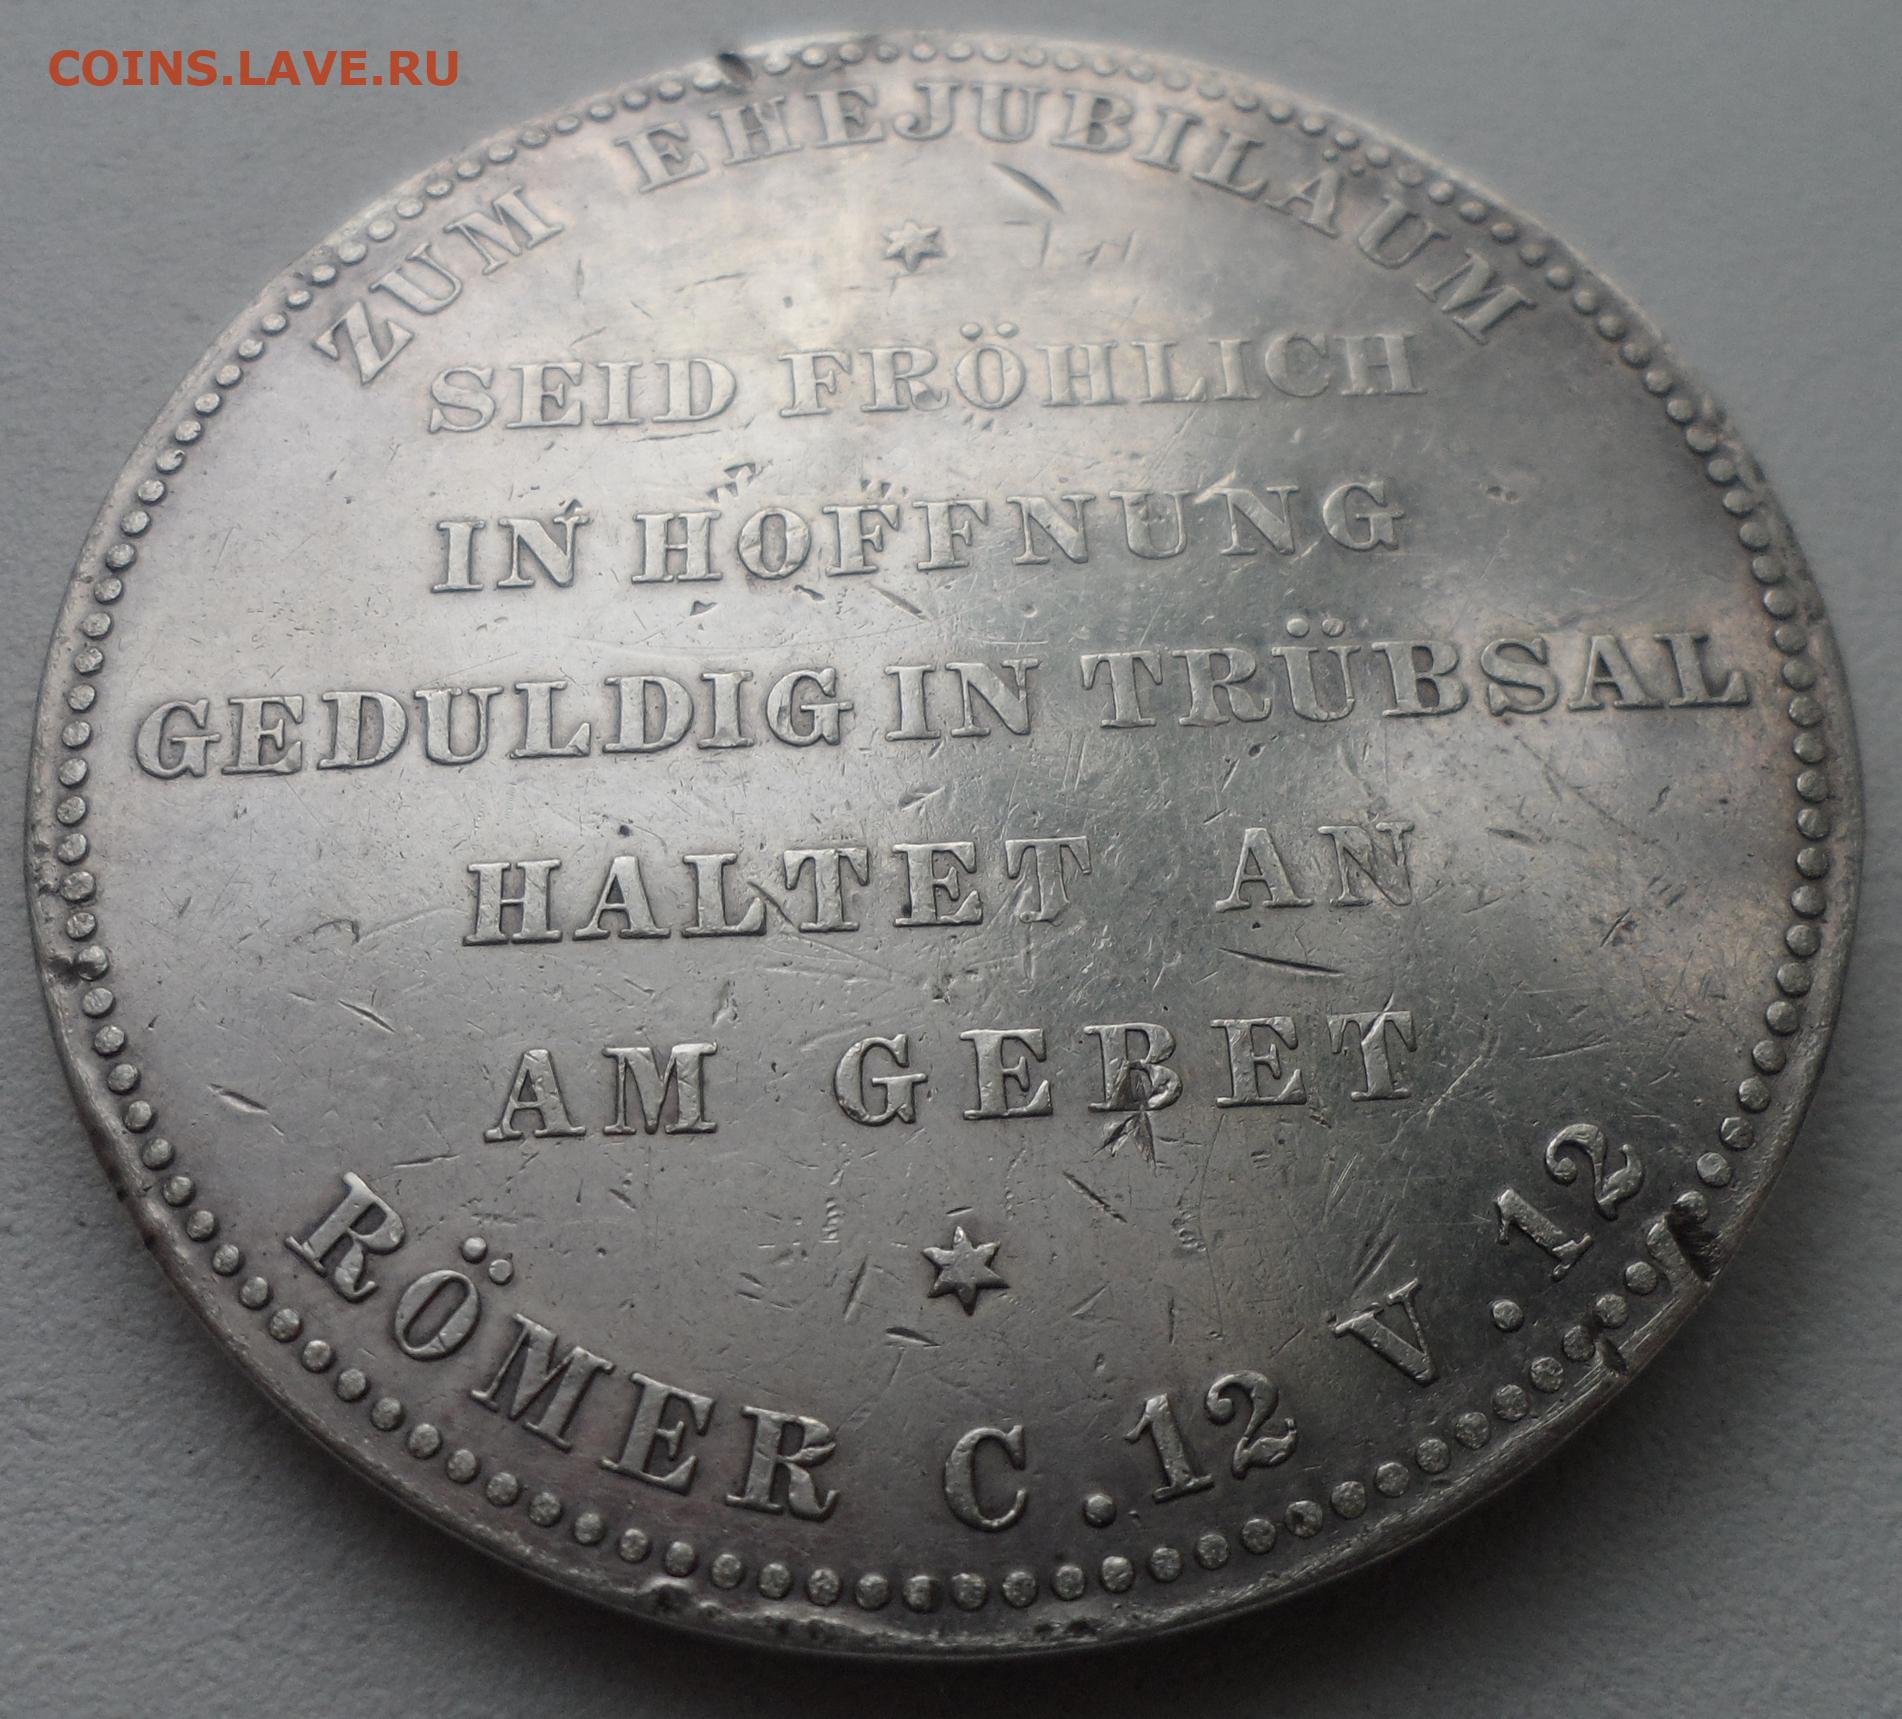 COINS.LAVE.RU
ZUM EHEJUBILÄUM
SEID FRÖHLICH
IN HOFFNUNG
GEDULDIG IN TRÜBSAL
HALTET AN
AM GEBET
RÖMER C.12 V.12